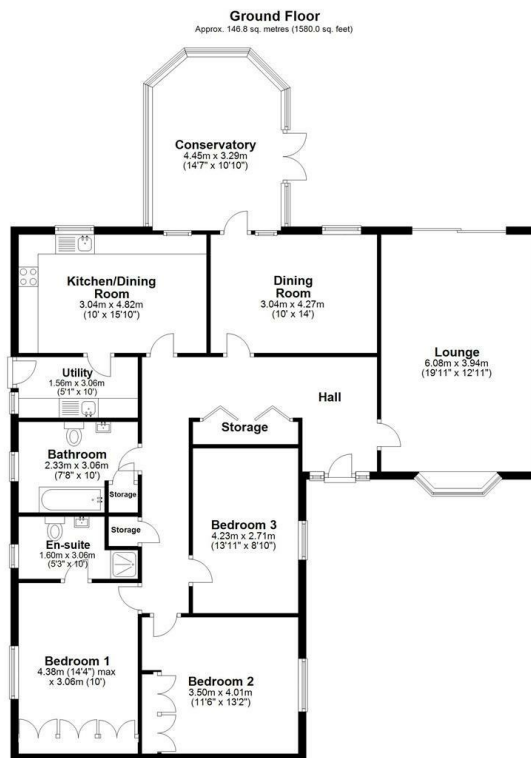 Ground Floor
Approx. 146.8 sq. metres (1580.0 sq. feet)
Conservatory
4.45m x 3.29m
(14'7" x 10'10")
Kitchen/Dining
Room
3.04m x 4.82m
(10' x 15'10")
Dining
Room
3.04m x 4.27m
(10' x 14')
Lounge
6.08m x 3.94m
(19'11" x 12'11")
Utility
1.56m x 3.06m
(5'1" x 10')
Hall
Storage
Bathroom
2.33m x 3.06m
(7'8" x 10')
Storage
Storage
En-suite
1.60m x 3.06m
(5'3" x 10')
Bedroom 3
4.23m x 2.71m
(13'11" x 8'10")
Bedroom 1
4.38m (14'4") max
x 3.06m (10')
Bedroom 2
3.50m x 4.01m
(11'6" x 13'2")